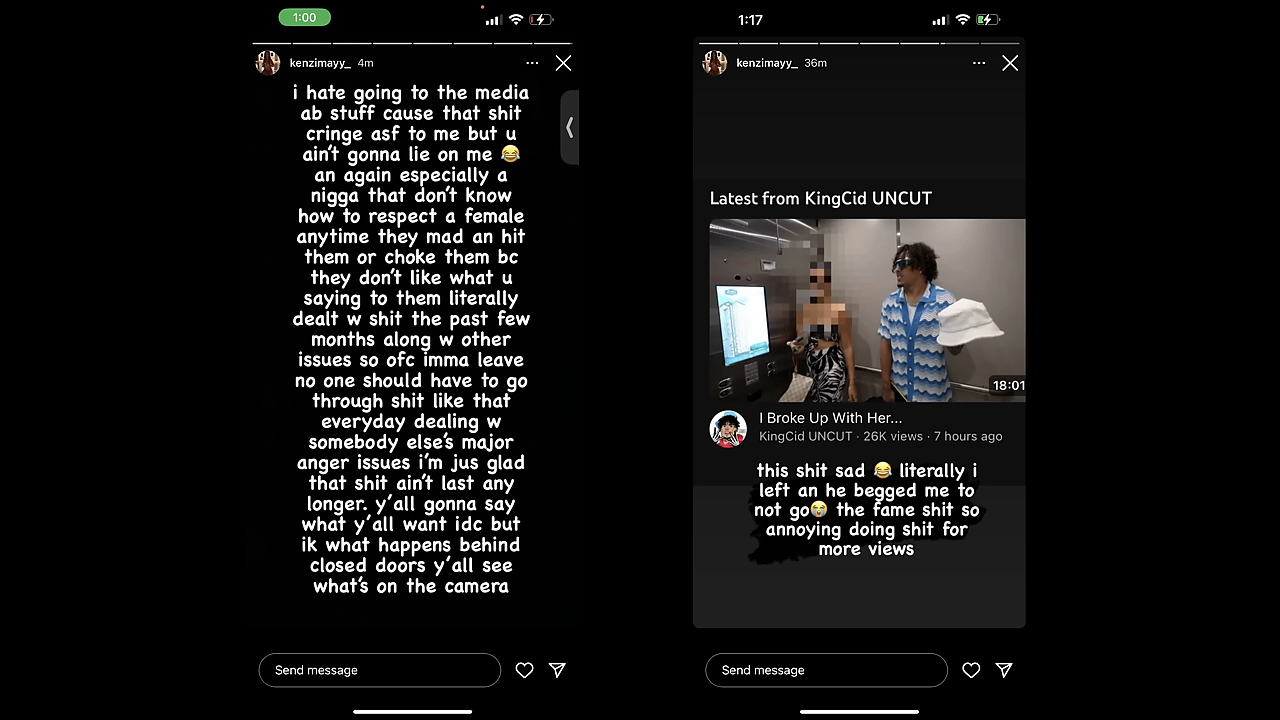 1:00
kenzimayy_ 4m
i hate going to the media
ab stuff cause that shit
cringe asf to me but u
ain't gonna lie on me 😂
an again especially a
nigga that don't know
how to respect a female
anytime they mad an hit
them or choke them bc
they don't like what u
saying to them literally
dealt w shit the past few
months along w other
issues so ofc imma leave
no one should have to go
through shit like that
everyday dealing w
somebody else's major
anger issues i'm jus glad
that shit ain't last any
longer. y'all gonna say
what y'all want idc but
ik what happens behind
closed doors y'all see
what's on the camera
Send message
1:17
kenzimayy_ 36m
Latest from KingCid UNCUT
18:01
I Broke Up With Her...
KingCid UNCUT · 26K views · 7 hours ago
this shit sad 😂 literally i
left an he begged me to
not go😭 the fame shit so
annoying doing shit for
more views
Send message